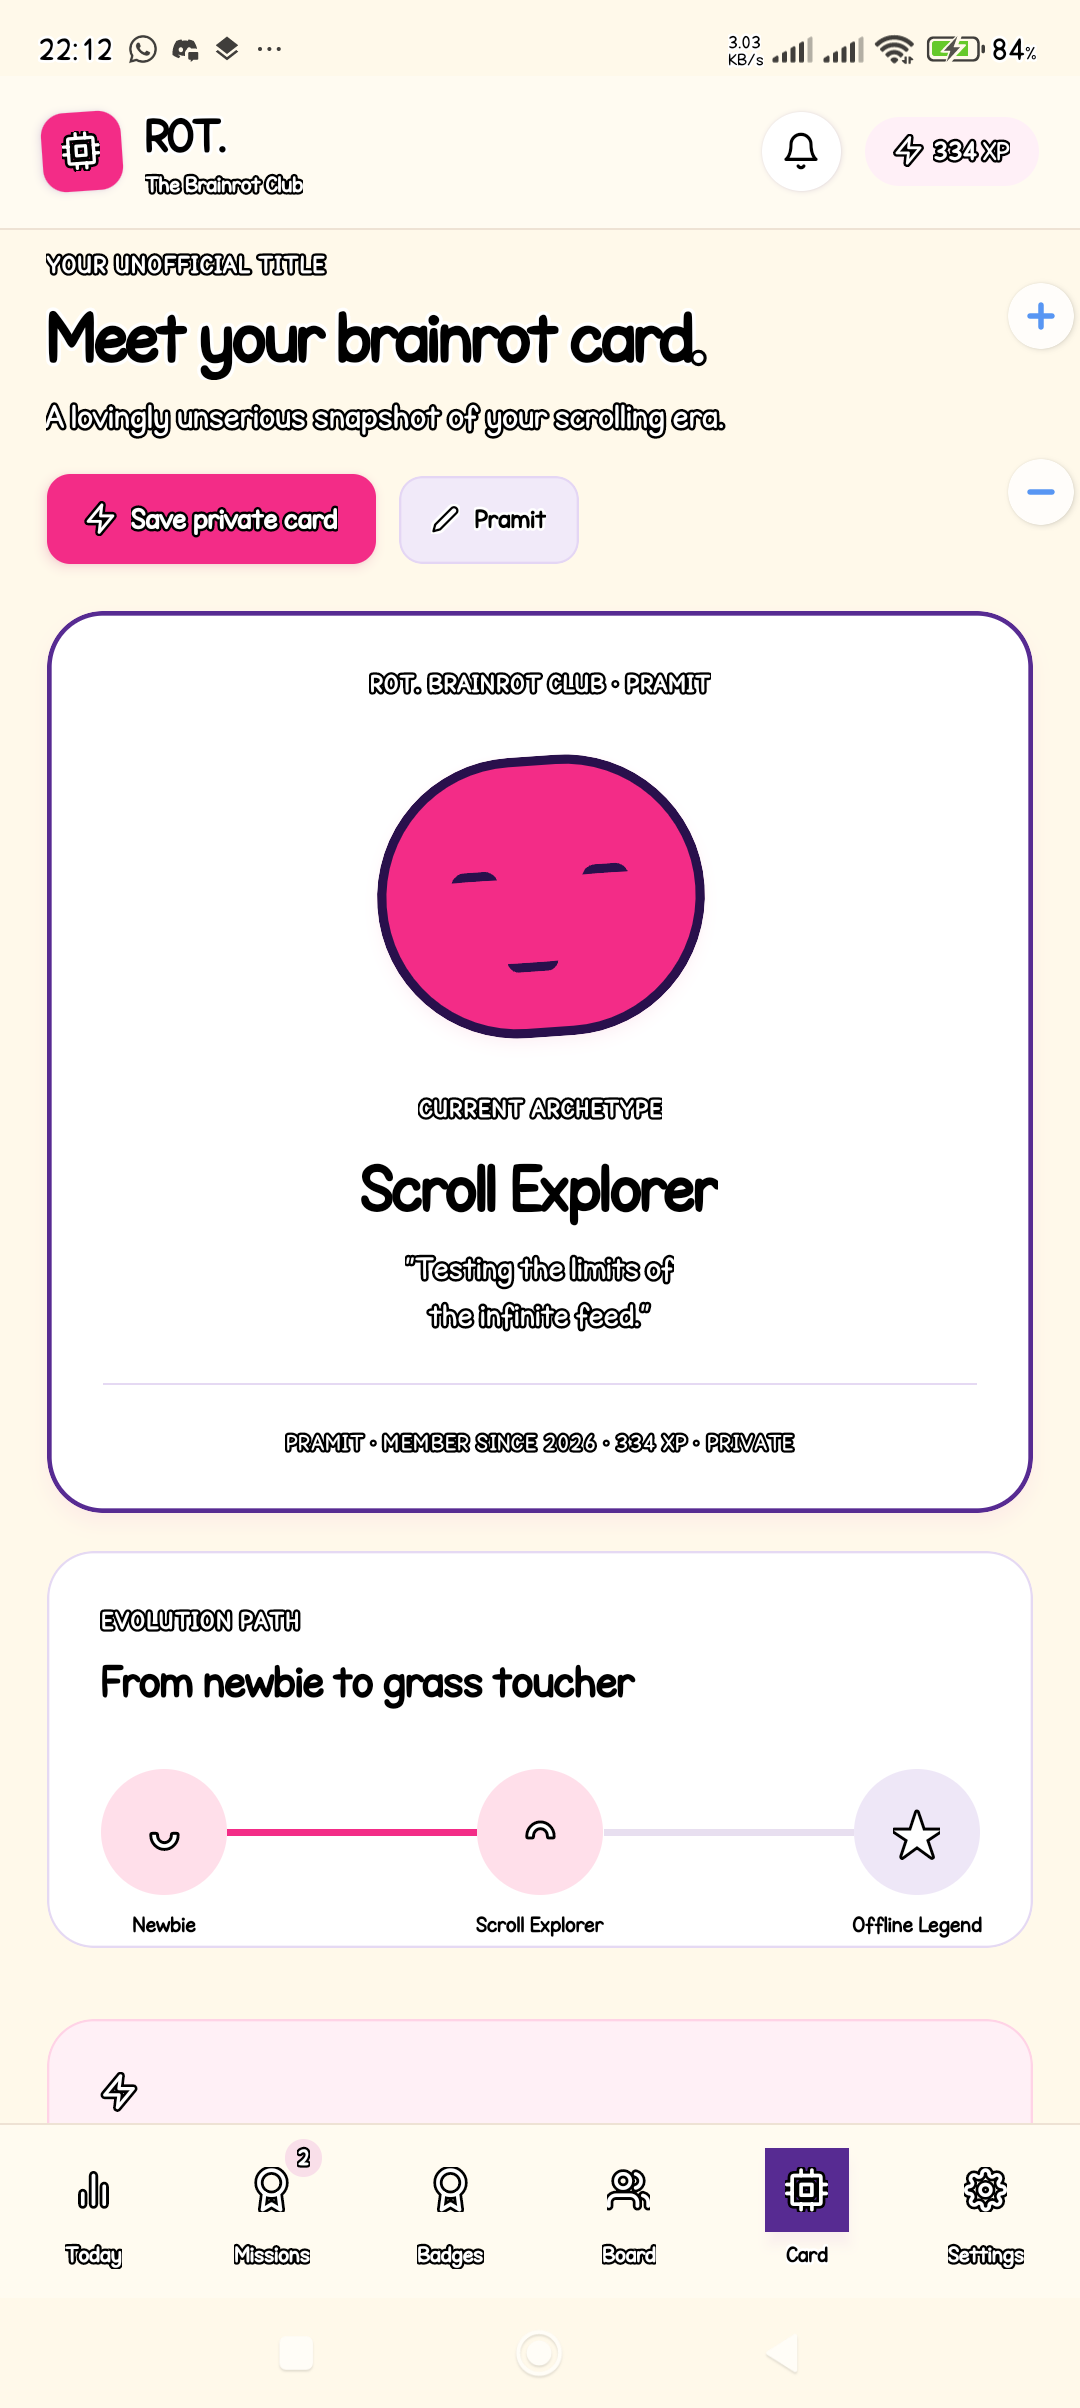 22:12
3.03
KB/s
84%
ROT.
The Brainrot Club
334 XP
YOUR UNOFFICIAL TITLE
Meet your brainrot card.
A lovingly unserious snapshot of your scrolling era.
Save private card
Pramit
ROT. BRAINROT CLUB • PRAMIT
CURRENT ARCHETYPE
Scroll Explorer
"Testing the limits of
the infinite feed."
PRAMIT • MEMBER SINCE 2026 • 334 XP • PRIVATE
EVOLUTION PATH
From newbie to grass toucher
Newbie
Scroll Explorer
Offline Legend
2
Today
Missions
Badges
Board
Card
Settings